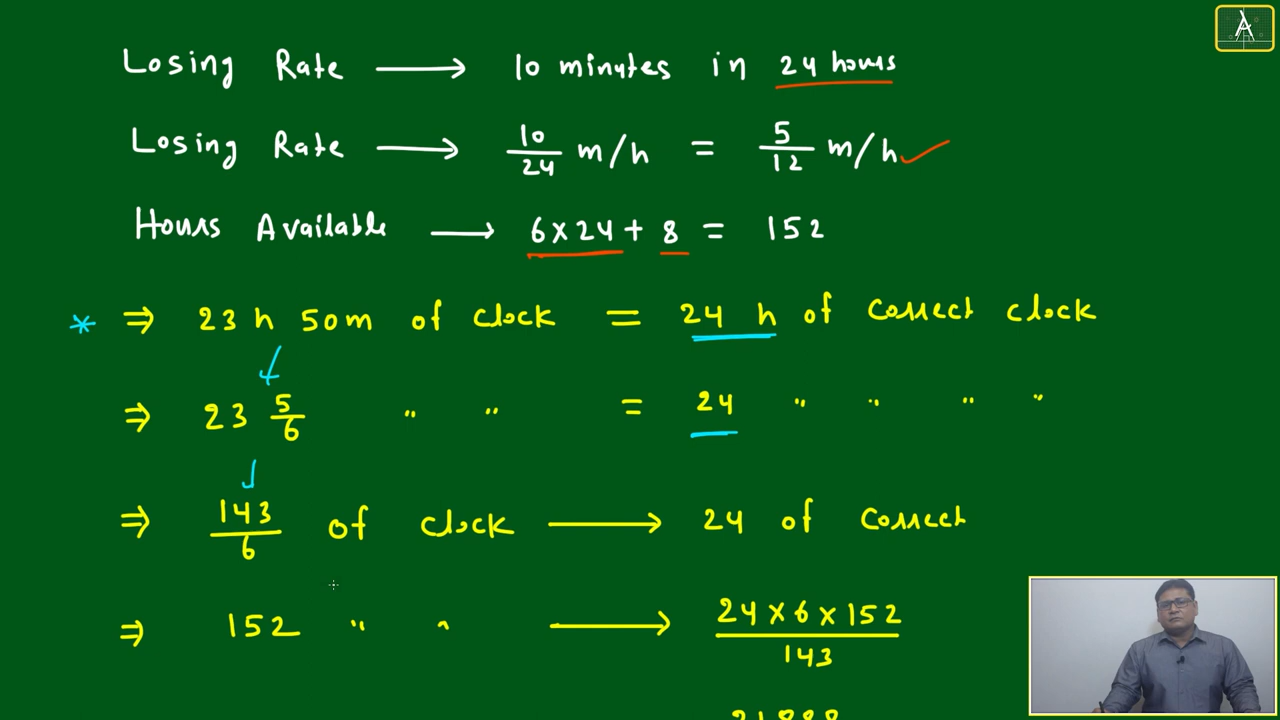 Losing Rate ⟶ 10 minutes in 24 hours
Losing Rate ⟶ 10/24 m/h = 5/12 m/h ✓
Hours Available ⟶ 6×24 + 8 = 152
* ⇒ 23 h 50m of clock = 24 h of correct clock
⇒ 23 5/6 " " = 24 " " " "
⇒ 143/6 of clock ⟶ 24 of correct
⇒ 152 " " ⟶ 24×6×152/143